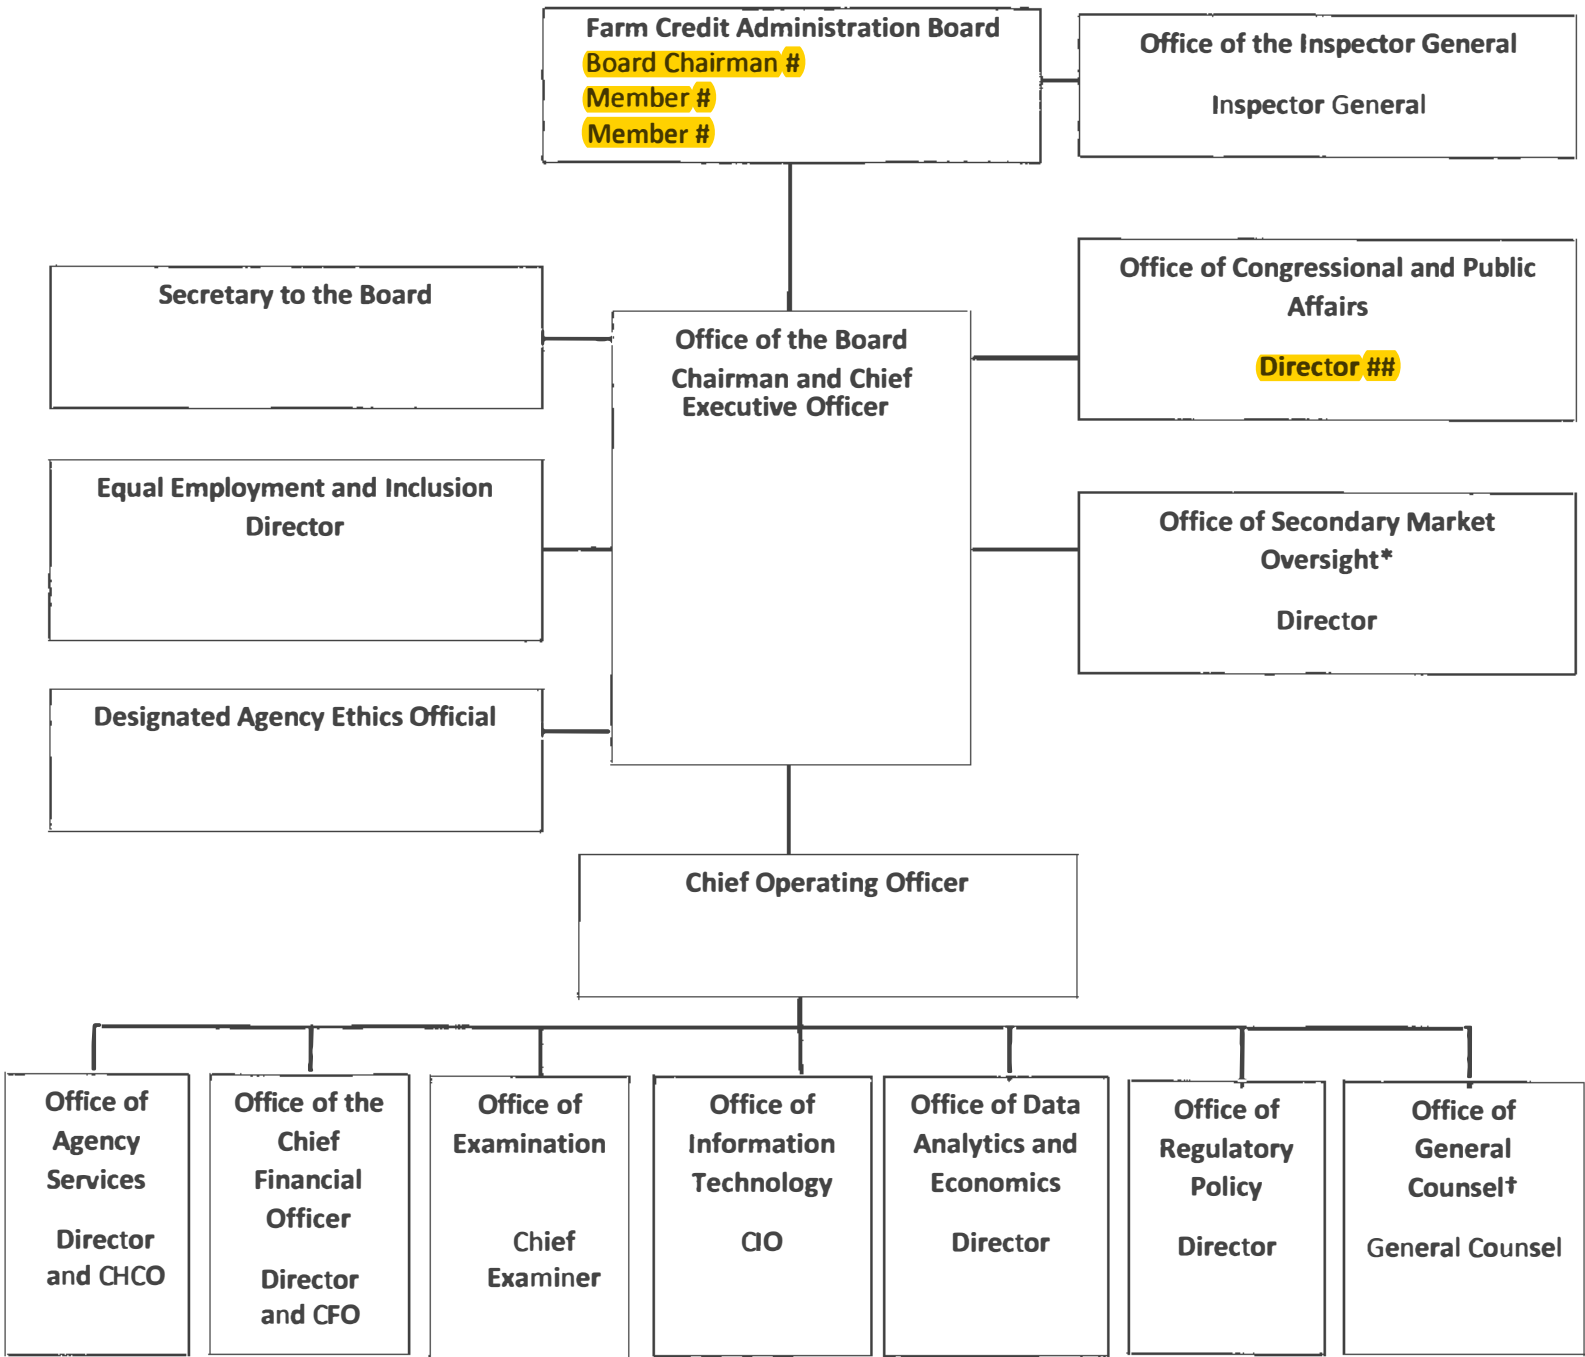 Farm Credit Administration Board
Board Chairman #
Member #
Member #
Office of the Inspector General
Inspector General
Secretary to the Board
Office of the Board
Chairman and Chief
Executive Officer
Office of Congressional and Public
Affairs
Director ##
Equal Employment and Inclusion
Director
Office of Secondary Market
Oversight*
Director
Designated Agency Ethics Official
Chief Operating Officer
Office of
Agency
Services
Director
and CHCO
Office of the
Chief
Financial
Officer
Director
and CFO
Office of
Examination
Chief
Examiner
Office of
Information
Technology
CIO
Office of Data
Analytics and
Economics
Director
Office of
Regulatory
Policy
Director
Office of
General
Counsel†
General Counsel